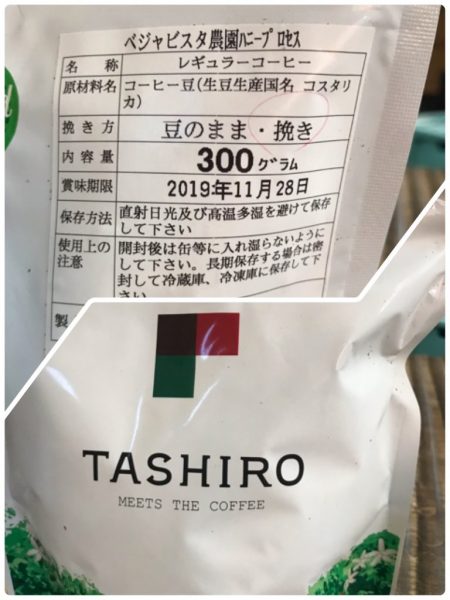 ベジャビスタ農園ハニープロセス
名 称 レギュラーコーヒー
原材料名 コーヒー豆(生豆生産国名 コスタリ
カ)
挽き方 豆のまま・挽き
内容量 300グラム
賞味期限 2019年11月28日
保存方法 直射日光及び高温多湿を避けて保存
して下さい
使用上の 開封後は缶等に入れ湿らないように
注意 して下さい。長期保存する場合は密
封して冷蔵庫、冷凍庫に保存して下
さい
製
d
TASHIRO
MEETS THE COFFEE